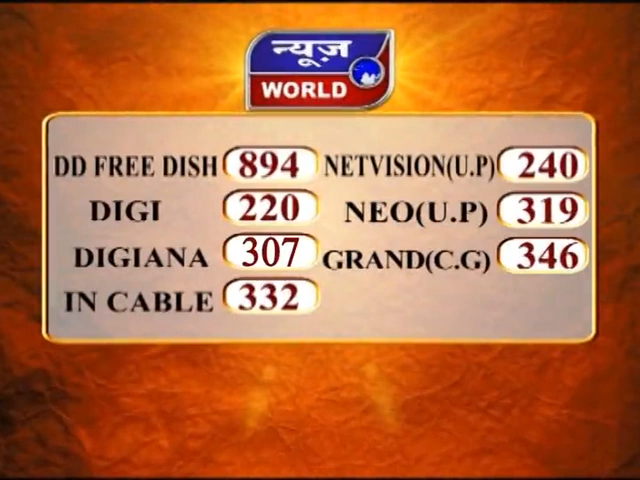 न्यूज़
WORLD
DD FREE DISH 894 NETVISION(U.P) 240
DIGI 220 NEO(U.P) 319
DIGIANA 307 GRAND(C.G) 346
IN CABLE 332